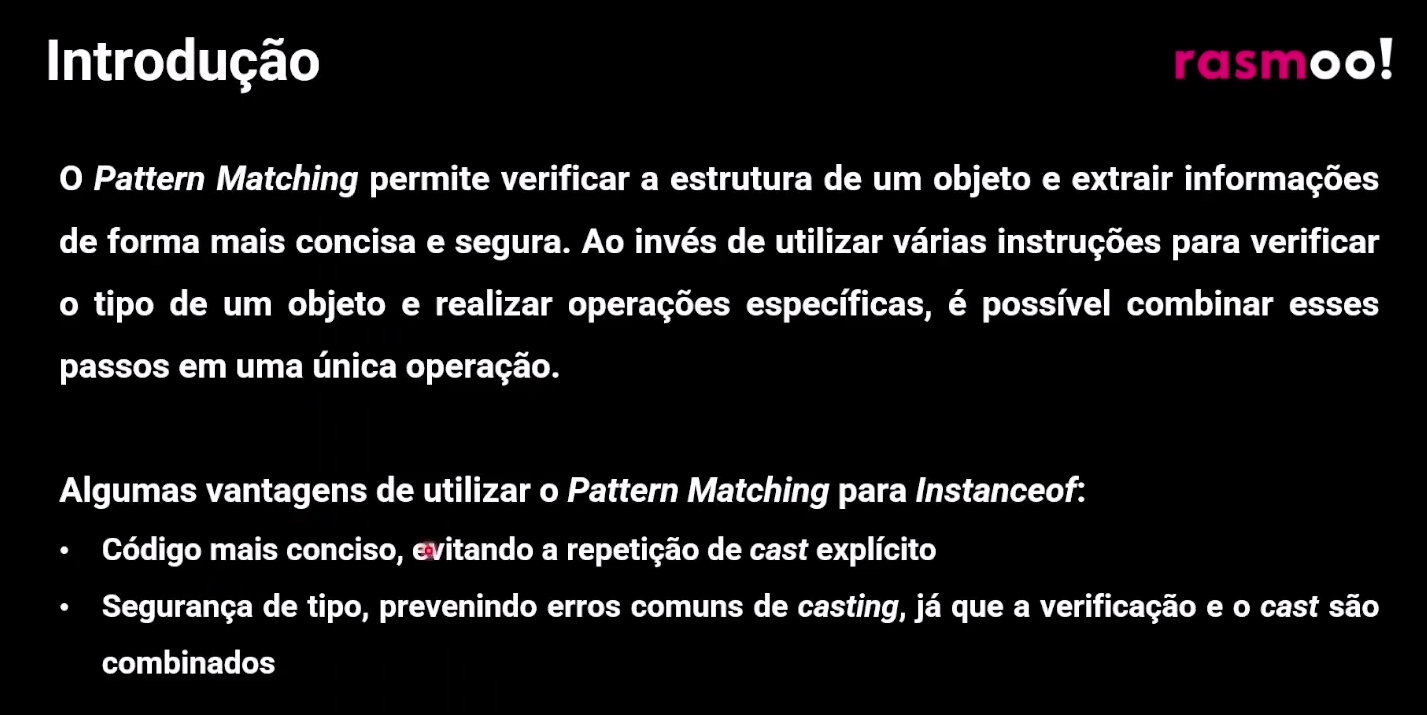 Introdução
rasmoo!
O Pattern Matching permite verificar a estrutura de um objeto e extrair informações
de forma mais concisa e segura. Ao invés de utilizar várias instruções para verificar
o tipo de um objeto e realizar operações específicas, é possível combinar esses
passos em uma única operação.
Algumas vantagens de utilizar o Pattern Matching para Instanceof:
• Código mais conciso, evitando a repetição de cast explícito
• Segurança de tipo, prevenindo erros comuns de casting, já que a verificação e o cast são
combinados